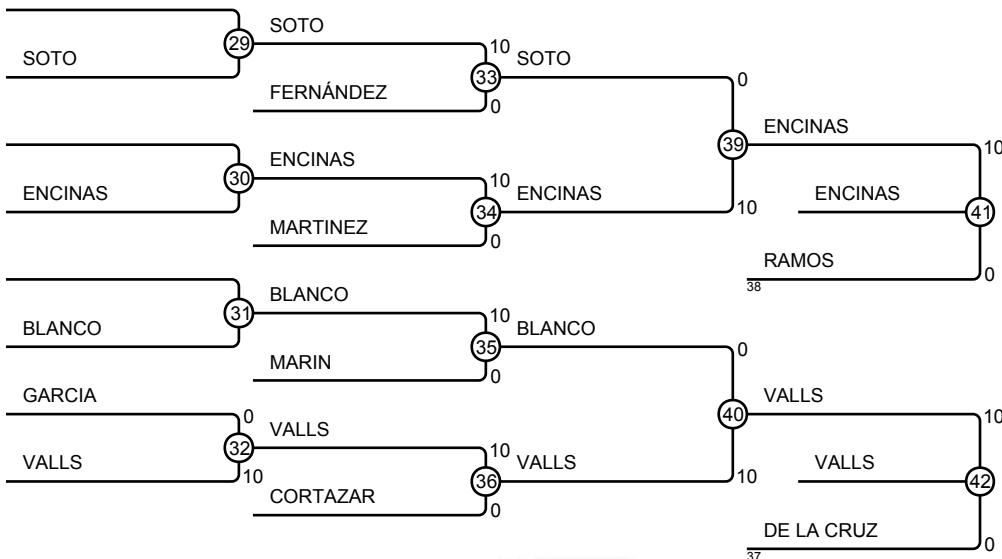 SOTO
29
SOTO
10
SOTO
33
0
FERNÁNDEZ
0
ENCINAS
39
10
ENCINAS
30
ENCINAS
10
ENCINAS
10
ENCINAS
34
41
MARTINEZ
0
RAMOS
0
38
BLANCO
31
BLANCO
10
BLANCO
35
0
MARIN
0
GARCIA
0
VALLS
40
10
32
VALLS
10
VALLS
10
VALLS
10
VALLS
36
42
CORTAZAR
0
DE LA CRUZ
0
37